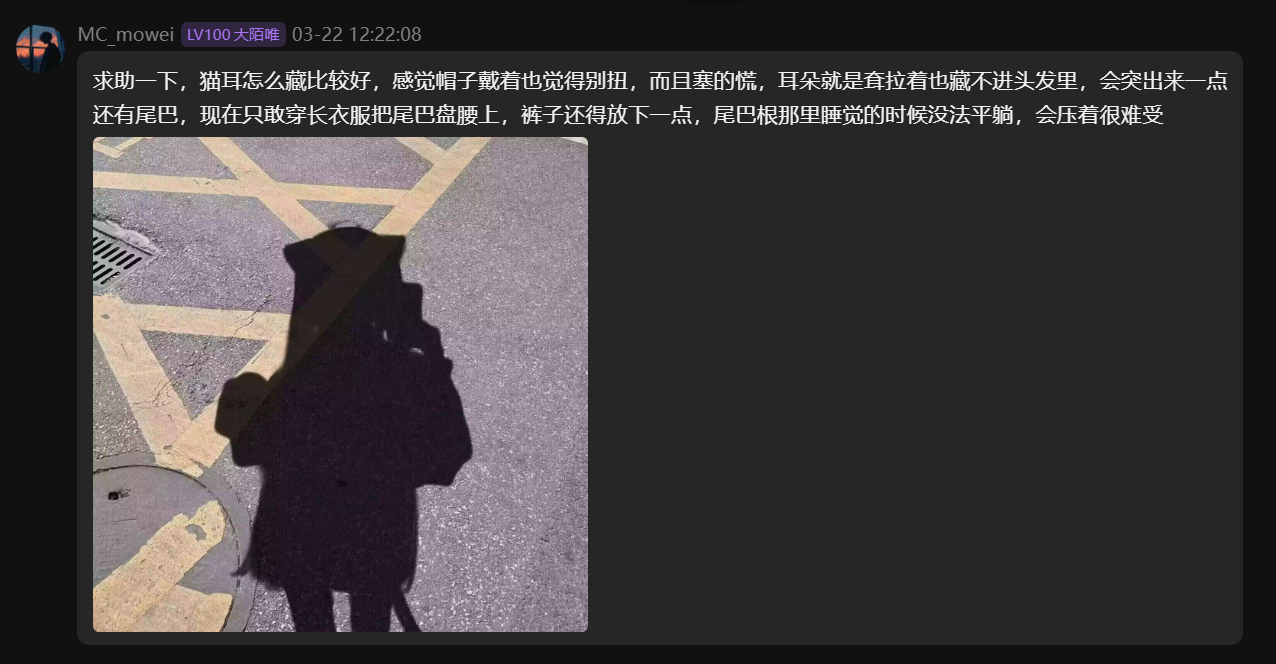 MC_mowei LV100 大陌唯 03-22 12:22:08
求助一下，猫耳怎么藏比较好，感觉帽子戴着也觉得别扭，而且塞的慌，耳朵就是耷拉着也藏不进头发里，会突出来一点
还有尾巴，现在只敢穿长衣服把尾巴盘腰上，裤子还得放下一点，尾巴根那里睡觉的时候没法平躺，会压着很难受